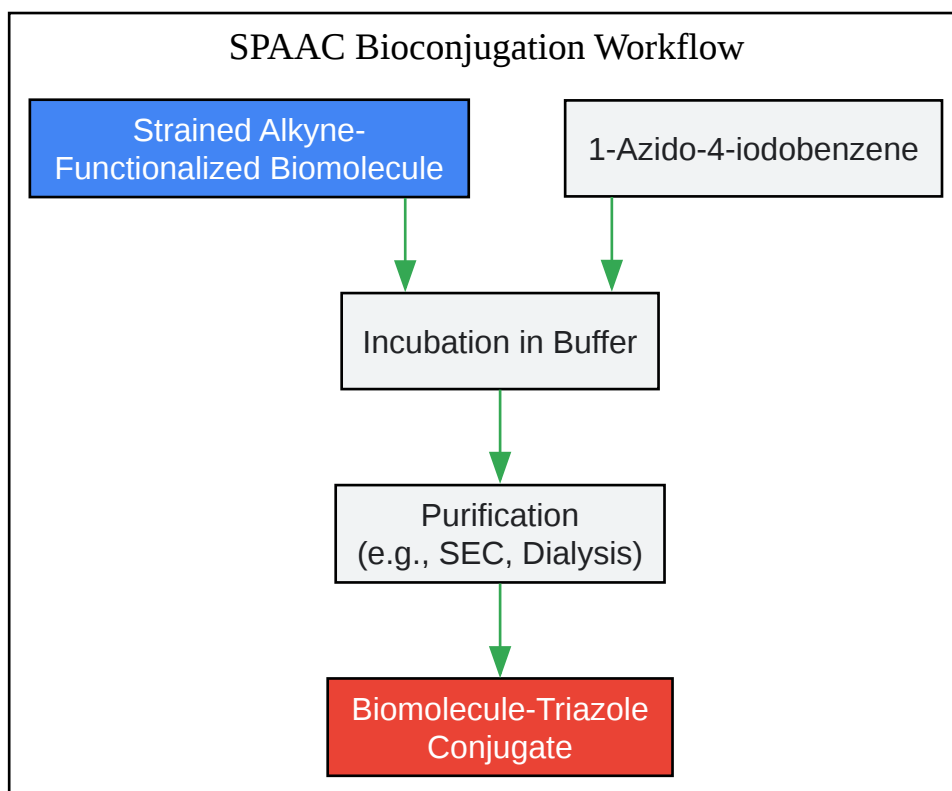 SPAAC Bioconjugation Workflow
Strained Alkyne-
Functionalized Biomolecule
1-Azido-4-iodobenzene
Incubation in Buffer
Purification
(e.g., SEC, Dialysis)
Biomolecule-Triazole
Conjugate